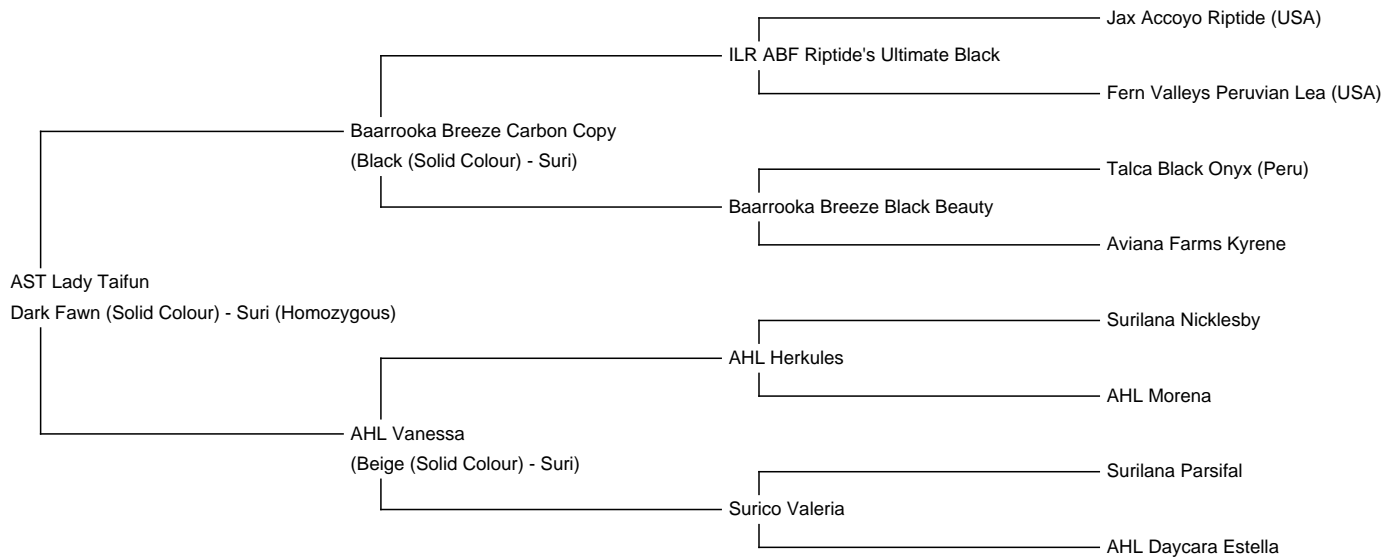 Jax Accoyo Riptide (USA)
ILR ABF Riptide's Ultimate Black
Fern Valleys Peruvian Lea (USA)
Baarrooka Breeze Carbon Copy
(Black (Solid Colour) - Suri)
Talca Black Onyx (Peru)
Baarrooka Breeze Black Beauty
Aviana Farms Kyrene
AST Lady Taifun
Dark Fawn (Solid Colour) - Suri (Homozygous)
Surilana Nicklesby
AHL Herkules
AHL Morena
AHL Vanessa
(Beige (Solid Colour) - Suri)
Surilana Parsifal
Surico Valeria
AHL Daycara Estella